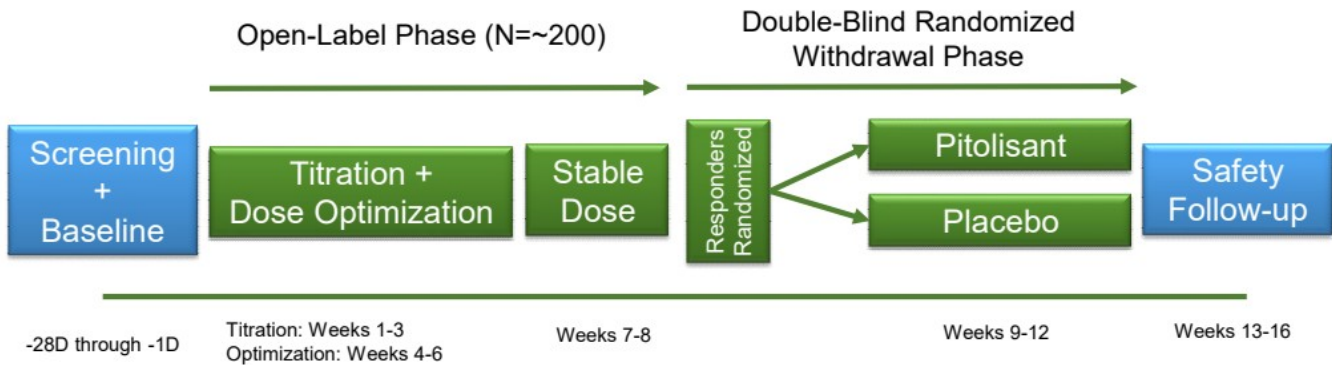 Open-Label Phase (N=~200)
Double-Blind Randomized
Withdrawal Phase
Screening
+
Baseline
Titration +
Dose Optimization
Stable
Dose
Responders
Randomized
Pitolisant
Placebo
Safety
Follow-up
-28D through -1D
Titration: Weeks 1-3
Optimization: Weeks 4-6
Weeks 7-8
Weeks 9-12
Weeks 13-16